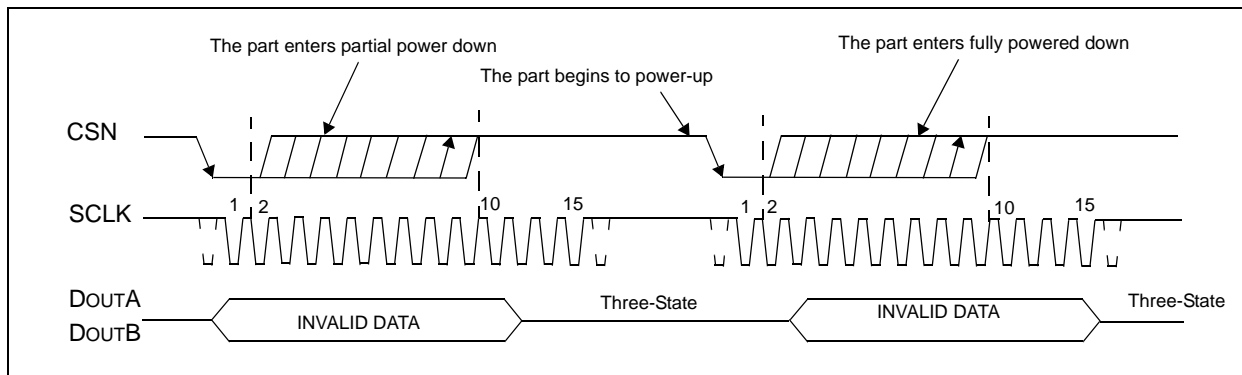 The part enters partial power down
The part enters fully powered down
The part begins to power-up
CSN
SCLK
1 2 10 15 1 2 10 15
DOUTA
DOUTB
INVALID DATA
Three-State
INVALID DATA
Three-State